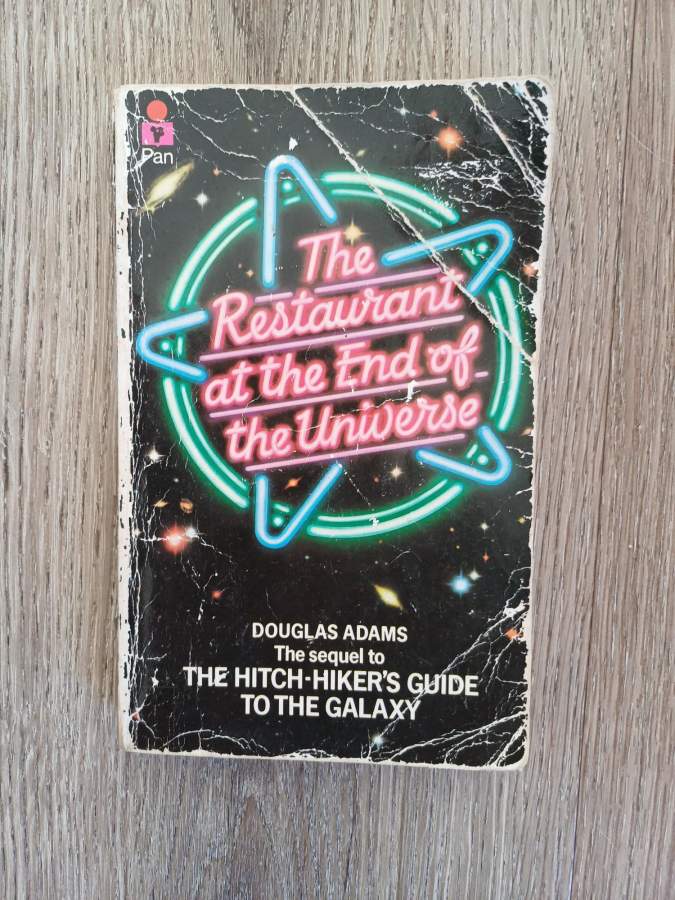 Pan
The
Restaurant
at the End of
the Universe
DOUGLAS ADAMS
The sequel to
THE HITCH-HIKER'S GUIDE
TO THE GALAXY